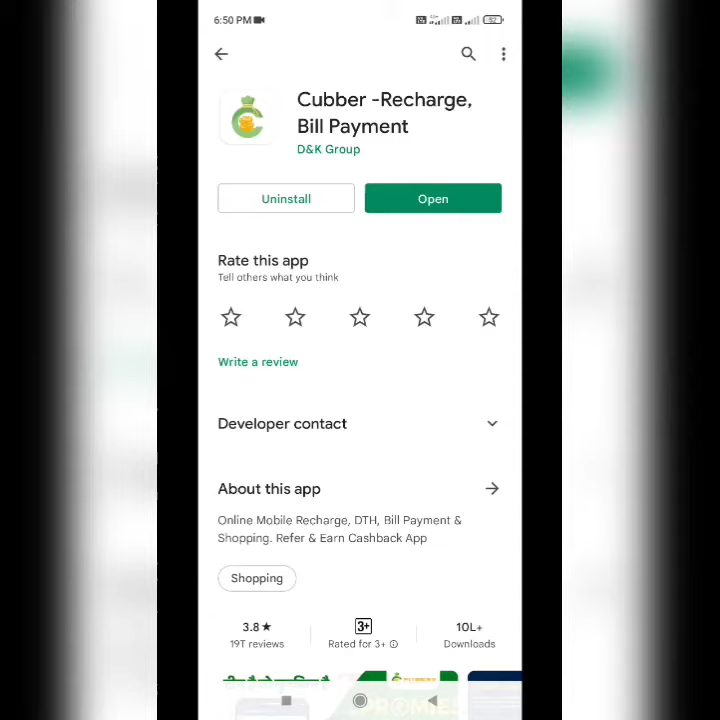 6:50 PM
Cubber -Recharge,
Bill Payment
D&K Group
Uninstall
Open
Rate this app
Tell others what you think
Write a review
Developer contact
About this app
Online Mobile Recharge, DTH, Bill Payment &
Shopping. Refer & Earn Cashback App
Shopping
3.8★
3+
10L+
19T reviews
Rated for 3+
Downloads